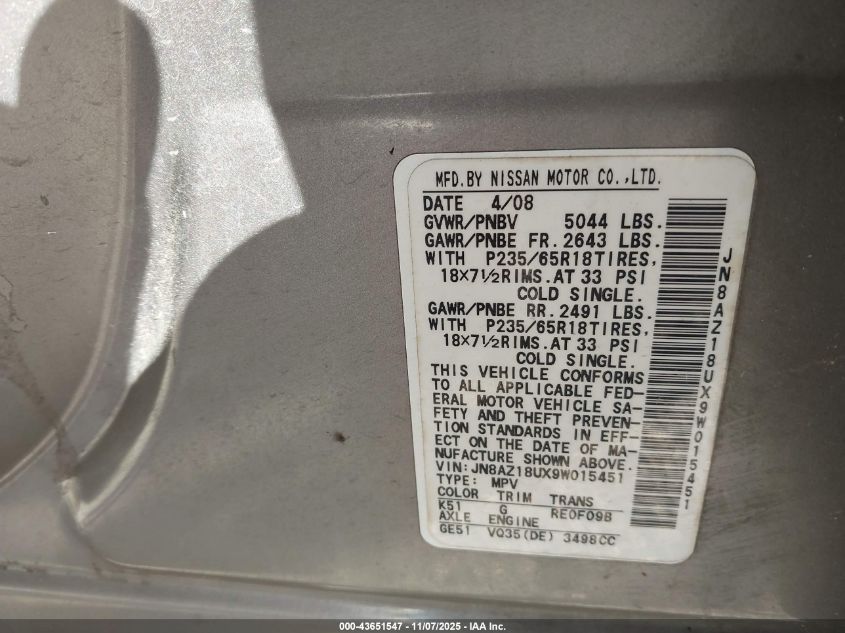 MFD.BY NISSAN MOTOR CO.,LTD.
DATE 4/08
GVWR/PNBV 5044 LBS.
GAWR/PNBE FR. 2643 LBS.
WITH P235/65R18TIRES,
18×7½RIMS.AT 33 PSI
COLD SINGLE.
GAWR/PNBE RR. 2491 LBS.
WITH P235/65R18TIRES,
18×7½RIMS.AT 33 PSI
COLD SINGLE.
THIS VEHICLE CONFORMS
TO ALL APPLICABLE FED-
ERAL MOTOR VEHICLE SA-
FETY AND THEFT PREVEN-
TION STANDARDS IN EFF-
ECT ON THE DATE OF MA-
NUFACTURE SHOWN ABOVE.
VIN: JN8AZ18UX9W015451
TYPE: MPV
COLOR TRIM TRANS
K51 G RE0F09B
AXLE ENGINE
GE51 VQ35(DE) 3498CC
JN8AZ18UX9W015451
000-43651547 - 11/07/2025 - IAA Inc.